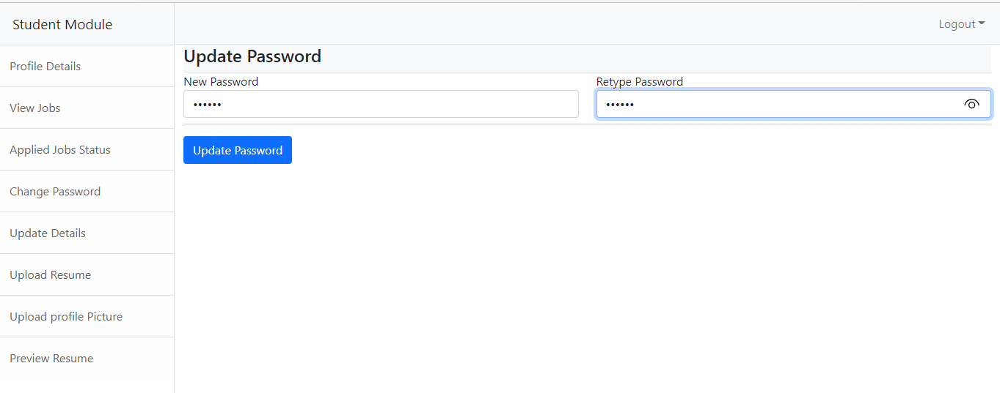 Student Module
Logout
Profile Details
View Jobs
Applied Jobs Status
Change Password
Update Details
Upload Resume
Upload profile Picture
Preview Resume
Update Password
New Password
Retype Password
••••••
••••••
Update Password